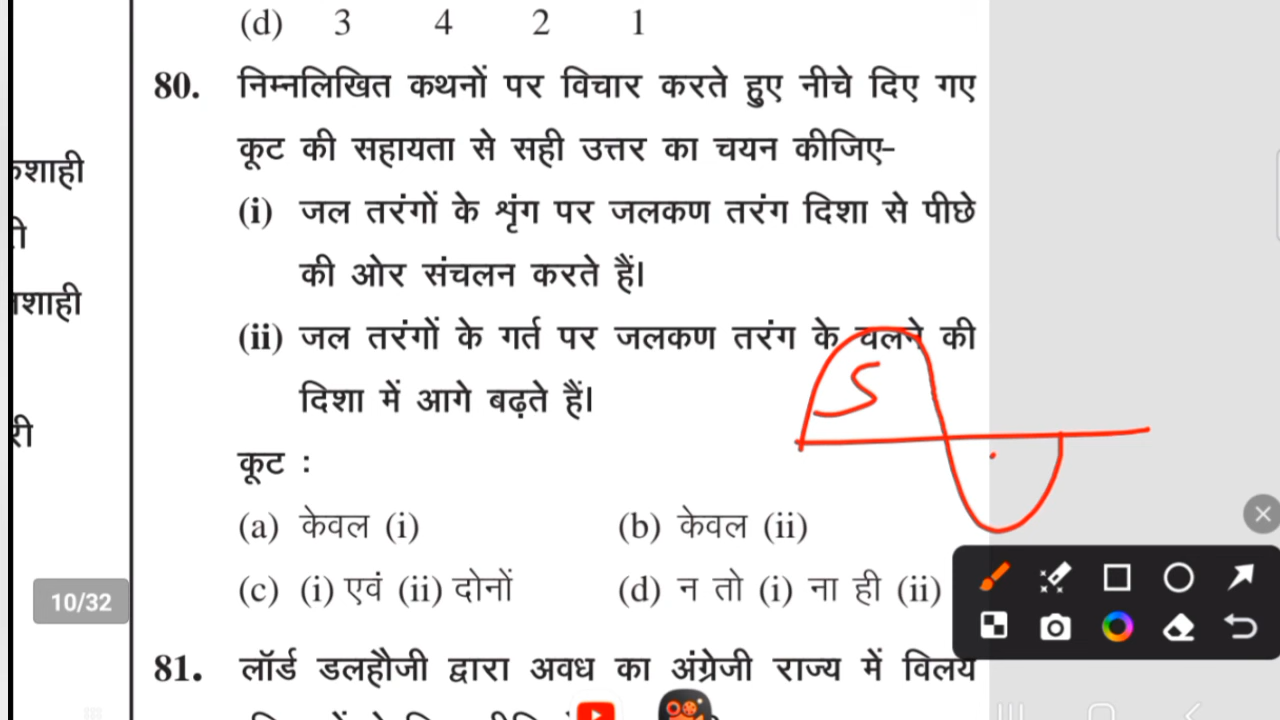 (d) 3 4 2 1
80. निम्नलिखित कथनों पर विचार करते हुए नीचे दिए गए
कूट की सहायता से सही उत्तर का चयन कीजिए-
(i) जल तरंगों के शृंग पर जलकण तरंग दिशा से पीछे
की ओर संचलन करते हैं।
(ii) जल तरंगों के गर्त पर जलकण तरंग के चलने की
दिशा में आगे बढ़ते हैं।
कूट :
(a) केवल (i) (b) केवल (ii)
(c) (i) एवं (ii) दोनों (d) न तो (i) ना ही (ii)
10/32
81. लॉर्ड डलहौजी द्वारा अवध का अंग्रेजी राज्य में विलय